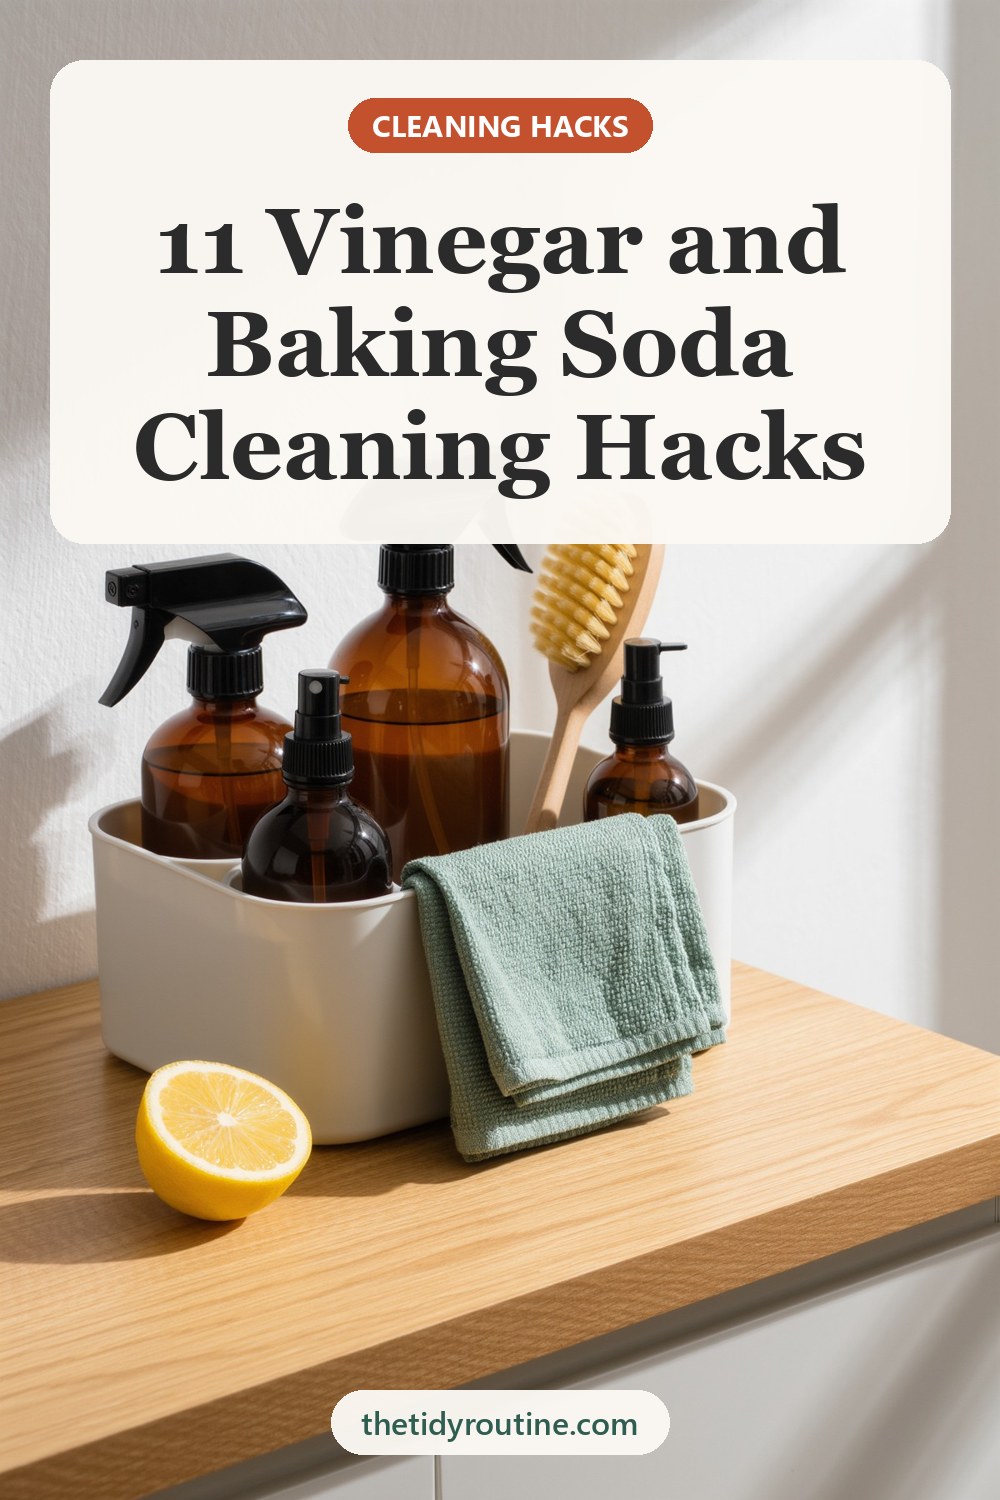 CLEANING HACKS
11 Vinegar and
Baking Soda
Cleaning Hacks
thetidyroutine.com